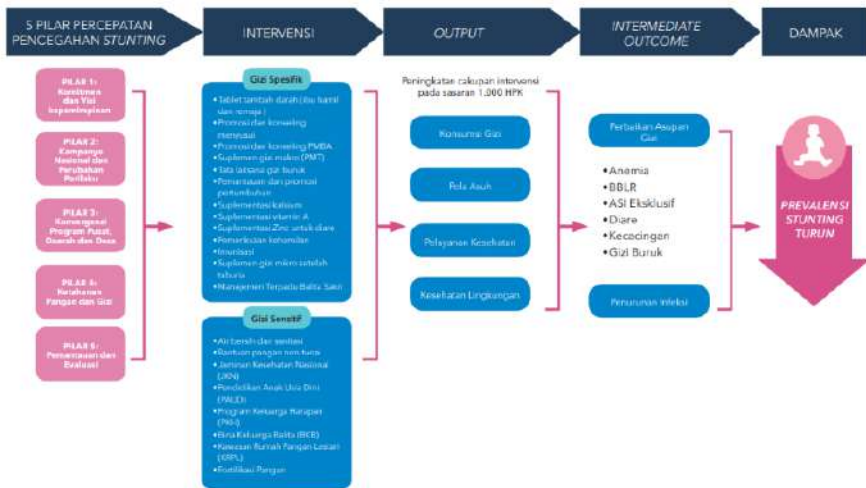 5 PILAR PERCEPATAN
PENCEGAHAN STUNTING
INTERVENSI
OUTPUT
INTERMEDIATE
OUTCOME
DAMPAK
PILAR 1:
Komitmen
dan Visi
kepemimpinan
PILAR 2:
Kampanye
Nasional dan
Perubahan
Perilaku
PILAR 3:
Konvergensi
Program Pusat,
Daerah dan Desa
PILAR 4:
Ketahanan
Pangan dan Gizi
PILAR 5:
Pemantauan dan
Evaluasi
Gizi Spesifik
•Tablet tambah darah (ibu hamil
dan remaja)
•Promosi dan konseling
menyusui
•Promosi dan konseling PMBA
•Suplemen gizi makro (PMT)
•Tata laksana gizi buruk
•Pemantauan dan promosi
pertumbuhan
•Suplementasi kalsium
•Suplementasi vitamin A
•Suplementasi Zinc untuk diare
•Pemeriksaan kehamilan
•Imunisasi
•Suplemen gizi mikro
•Manajemen Terpadu Balita Sakit
Gizi Sensitif
•Air bersih dan sanitasi
•Bantuan pangan non tunai
•Jaminan Kesehatan Nasional
(JKN)
•Pendidikan Anak Usia Dini
(PAUD)
•Program Keluarga Harapan
(PKH)
•Bina Keluarga Balita (BKB)
•Kawasan Rumah Pangan Lestari
(KRPL)
•Fortifikasi Pangan
Peningkatan cakupan intervensi
pada sasaran 1.000 HPK
Konsumsi Gizi
Pola Asuh
Pelayanan Kesehatan
Kesehatan Lingkungan
Perbaikan Asupan
Gizi
•Anemia
•BBLR
•ASI Eksklusif
•Diare
•Kecacingan
•Gizi Buruk
Penurunan Infeksi
PREVALENSI
STUNTING
TURUN